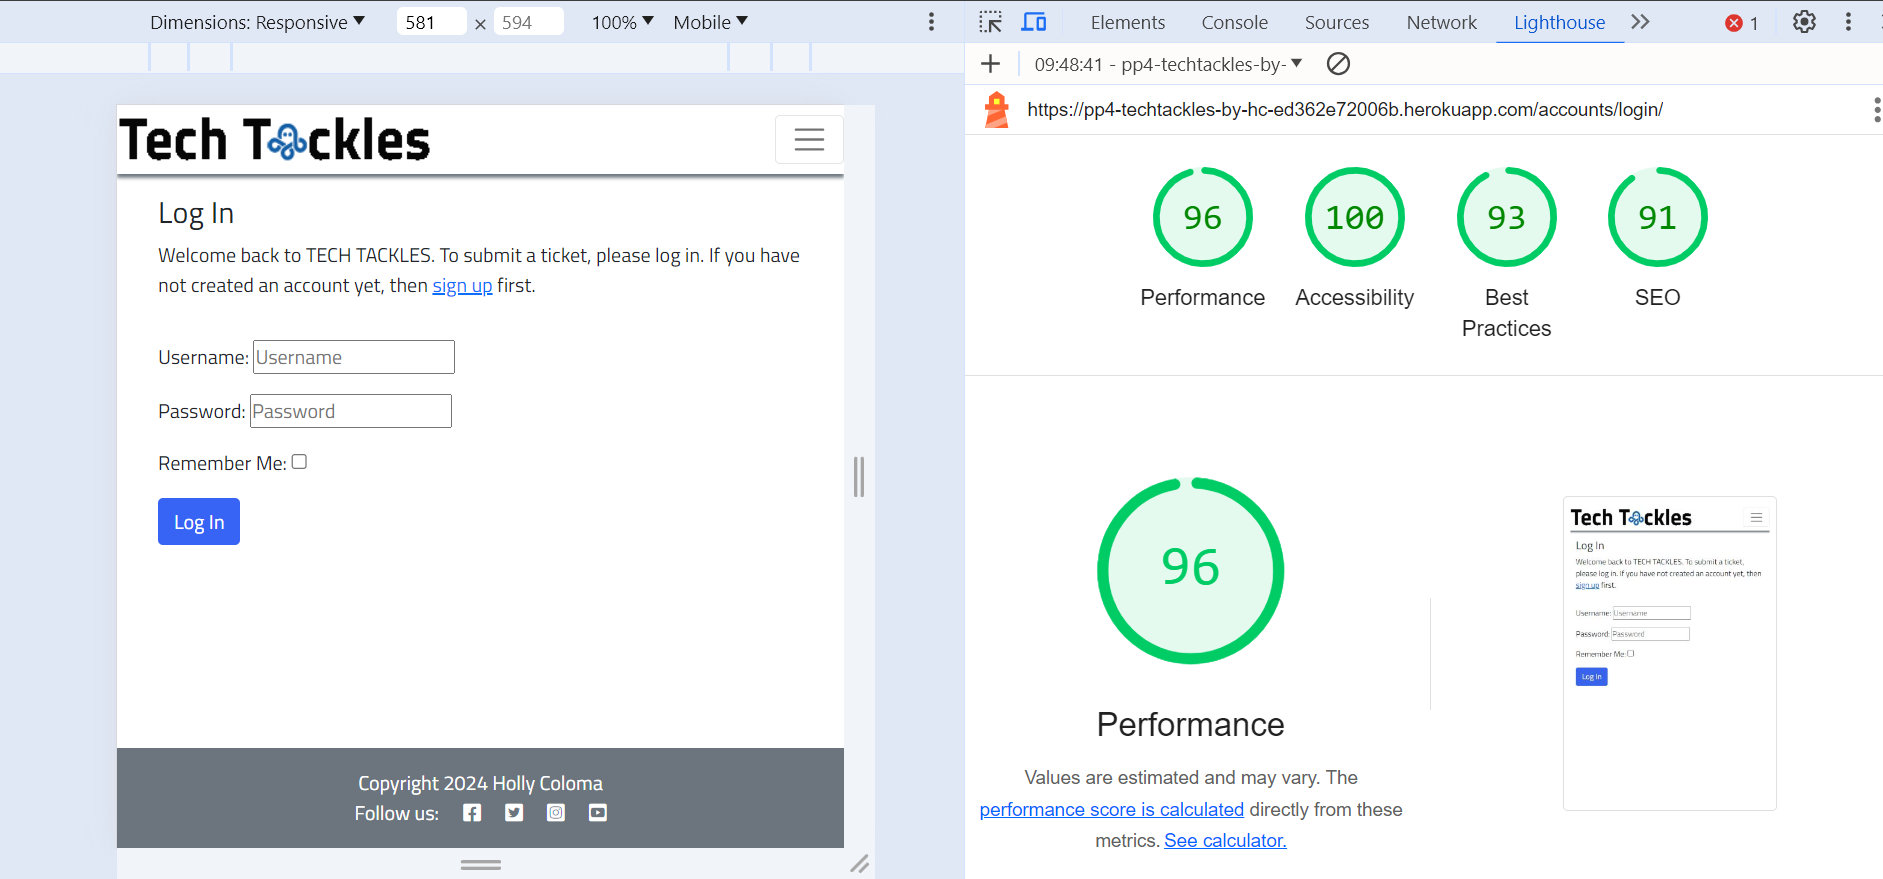 Dimensions: Responsive 581 × 594 100% Mobile
Elements Console Sources Network Lighthouse 1
09:48:41 - pp4-techtackles-by-
https://pp4-techtackles-by-hc-ed362e72006b.herokuapp.com/accounts/login/
Tech Tackles
Log In
Welcome back to TECH TACKLES. To submit a ticket, please log in. If you have
not created an account yet, then sign up first.
Username: Username
Password: Password
Remember Me:
Log In
Copyright 2024 Holly Coloma
Follow us:
96 100 93 91
Performance Accessibility Best SEO
Practices
96
Performance
Values are estimated and may vary. The
performance score is calculated directly from these
metrics. See calculator.
Tech Tackles
Log In
Welcome back to TECH TACKLES. To submit a ticket,
please log in. If you have not created an account yet, then
sign up first.
Username: Username
Password: Password
Remember Me:
Log In